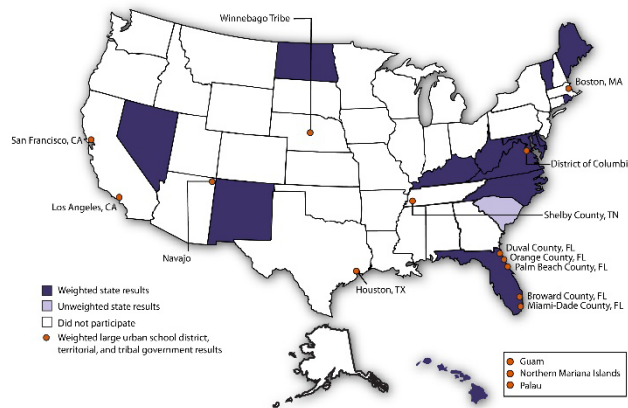 Winnebago Tribe
Boston, MA
San Francisco, CA
District of Columbi
Los Angeles, CA
Shelby County, TN
Navajo
Duval County, FL
Orange County, FL
Palm Beach County, FL
Houston, TX
Broward County, FL
Miami-Dade County, FL
Weighted state results
Unweighted state results
Did not participate
Weighted large urban school district,
territorial, and tribal government results
Guam
Northern Mariana Islands
Palau